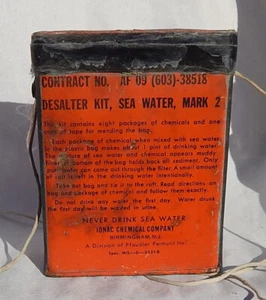 CONTRACT NO. AF 09 (603)-38518
DESALTER KIT, SEA WATER, MARK 2
This kit contains eight packages of chemicals and one
of tape for mending the bag.
Each package of chemical when mixed with sea water
in the plastic bag makes about 1 pint of drinking water.
The mixture of sea water and chemical appears muddy.
Filter at bottom of the bag holds back all sediment. Only
water can come out through the filter. A small amount
of salt is left in the drinking water intentionally.
Take out bag and tie it to the raft. Read directions on
bag and package of chemical and follow them exactly.
Do not drink any water the first day. Water drunk
the first day will be wasted in urine.
NEVER DRINK SEA WATER
IONAC CHEMICAL COMPANY
BIRMINGHAM, N.J.
A Division of Pfaudler Permutit Inc.